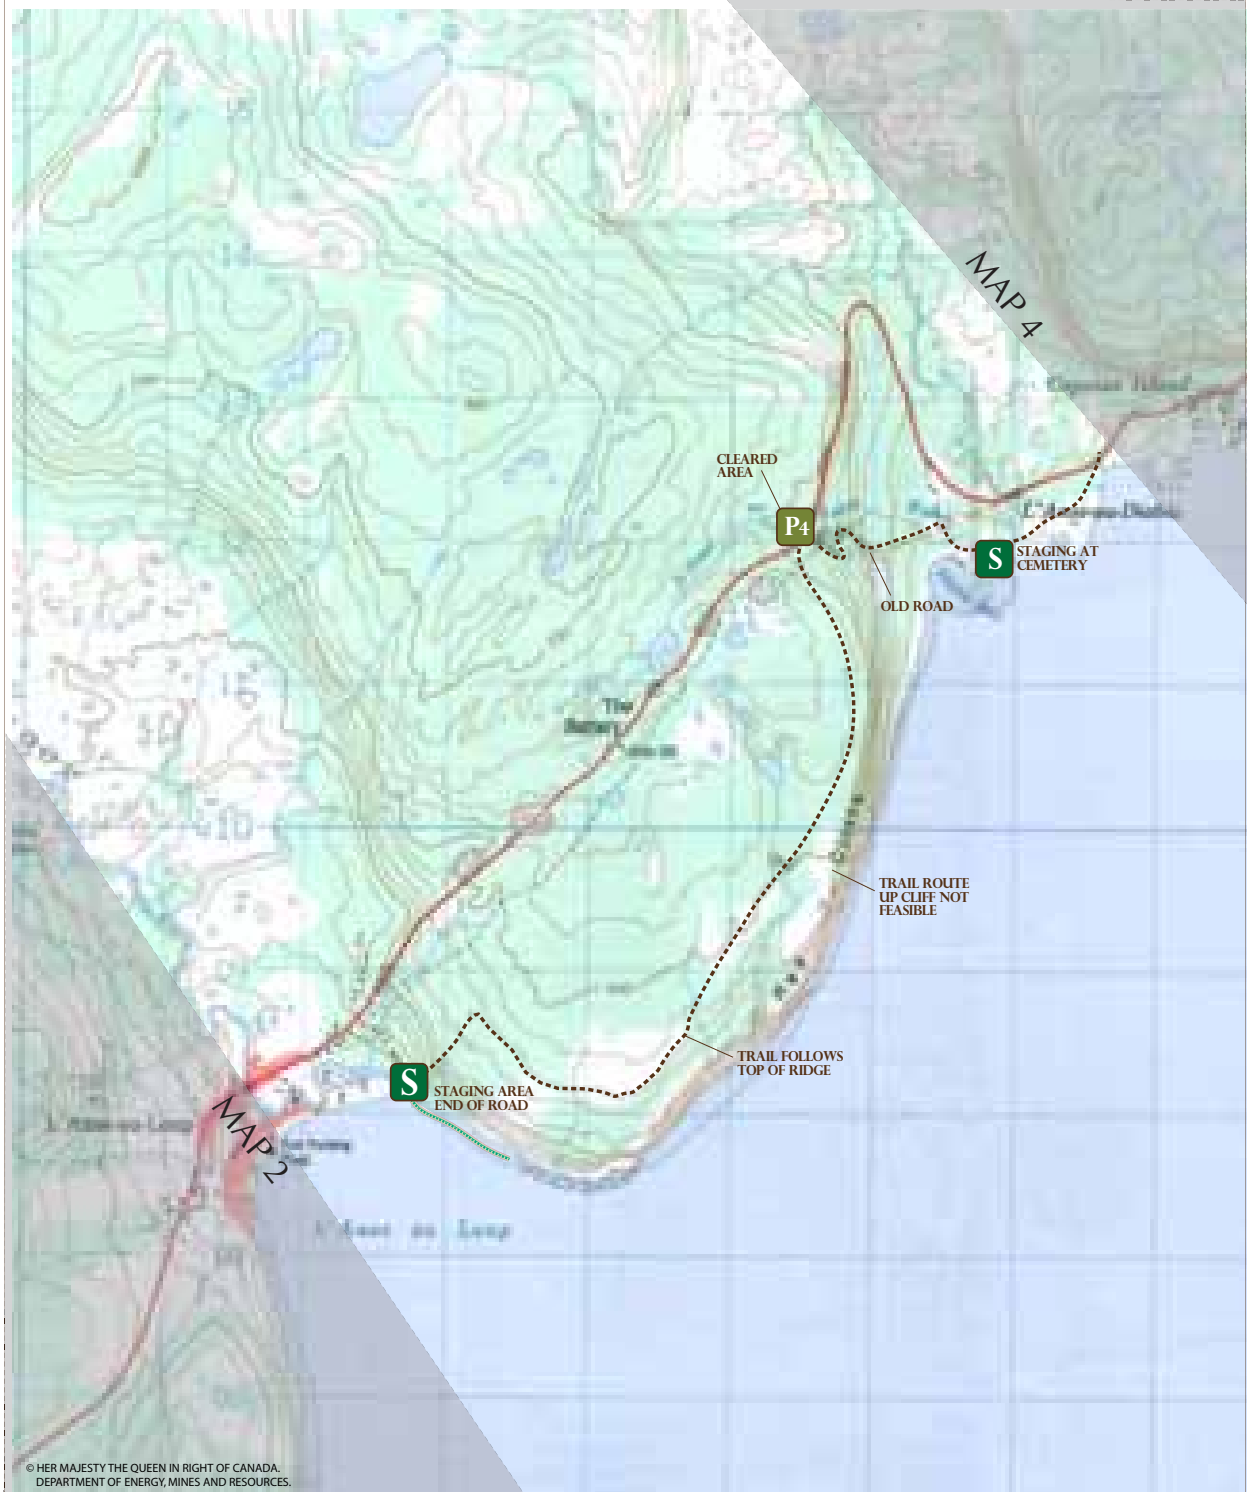 MAP 4
CLEARED
AREA
P4
S
STAGING AT
CEMETERY
OLD ROAD
The
Battery
TRAIL ROUTE
UP CLIFF NOT
FEASIBLE
TRAIL FOLLOWS
TOP OF RIDGE
S
STAGING AREA
END OF ROAD
MAP 2
© HER MAJESTY THE QUEEN IN RIGHT OF CANADA.
DEPARTMENT OF ENERGY, MINES AND RESOURCES.